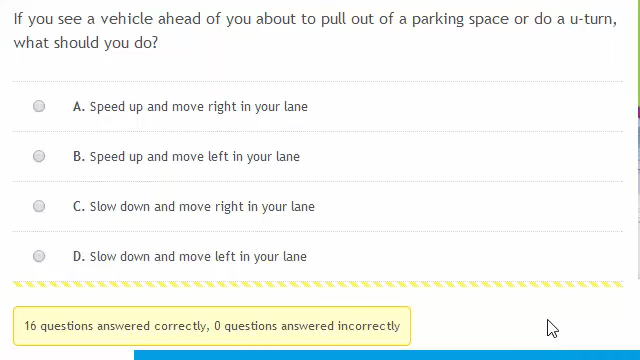 If you see a vehicle ahead of you about to pull out of a parking space or do a u-turn,
what should you do?
A. Speed up and move right in your lane
B. Speed up and move left in your lane
C. Slow down and move right in your lane
D. Slow down and move left in your lane
16 questions answered correctly, 0 questions answered incorrectly